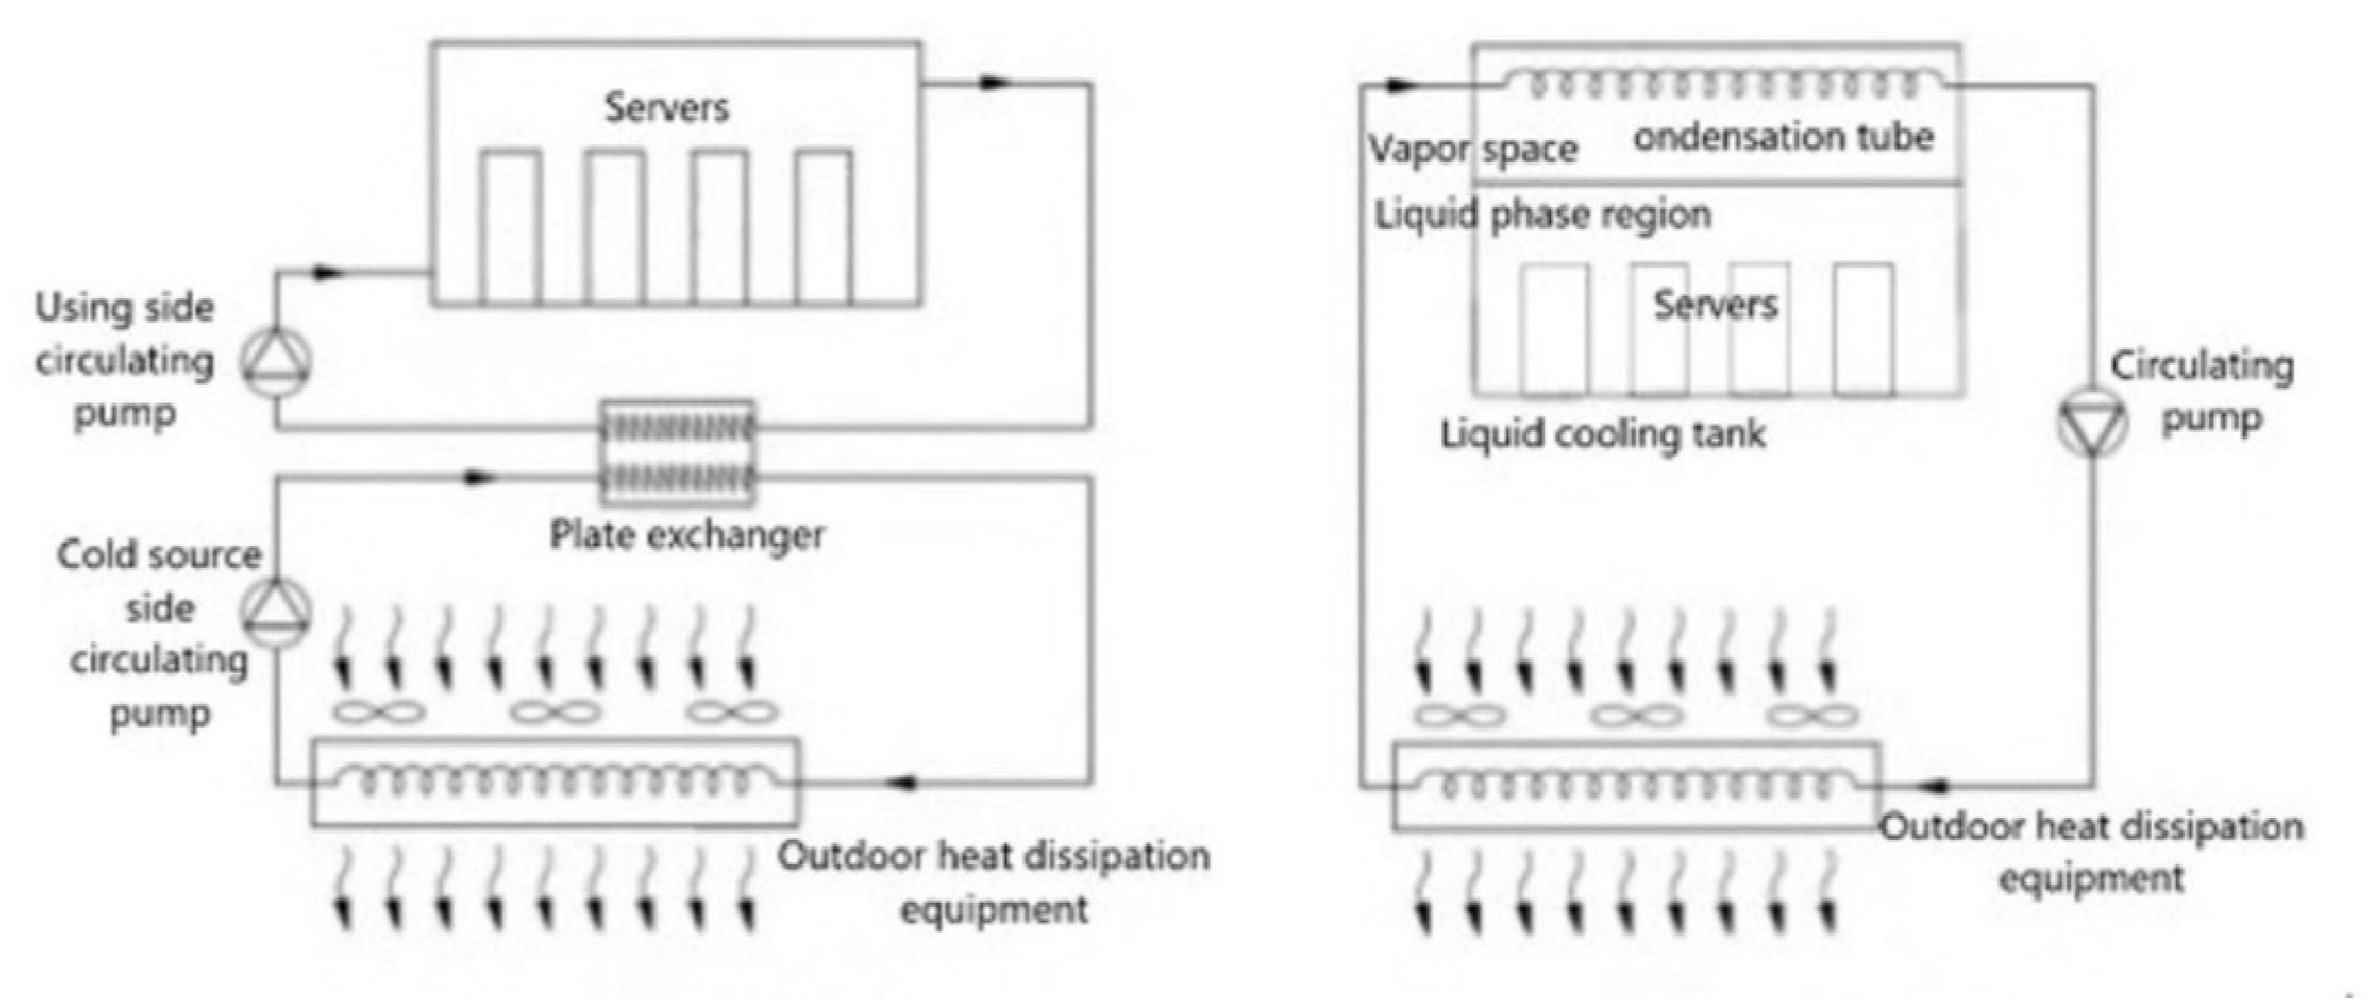 Servers
Using side
circulating
pump
Plate exchanger
Cold source
side
circulating
pump
Outdoor heat dissipation
equipment
ondensation tube
Vapor space
Liquid phase region
Servers
Liquid cooling tank
Circulating
pump
Outdoor heat dissipation
equipment